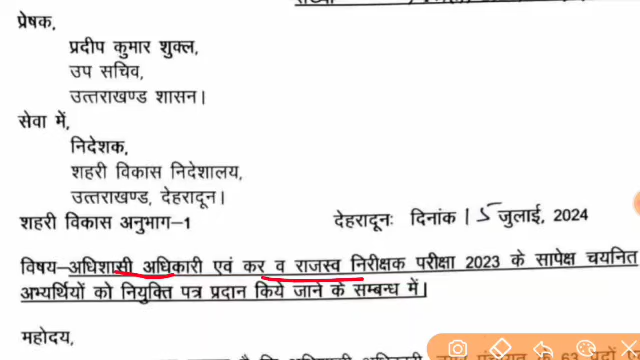 प्रेषक,
प्रदीप कुमार शुक्ल,
उप सचिव,
उत्तराखण्ड शासन।
सेवा में,
निदेशक,
शहरी विकास निदेशालय,
उत्तराखण्ड, देहरादून।
शहरी विकास अनुभाग–1 देहरादूनः दिनांक 15 जुलाई, 2024
विषय–अधिशासी अधिकारी एवं कर व राजस्व निरीक्षक परीक्षा 2023 के सापेक्ष चयनित
अभ्यर्थियों को नियुक्ति पत्र प्रदान किये जाने के सम्बन्ध में।
महोदय,